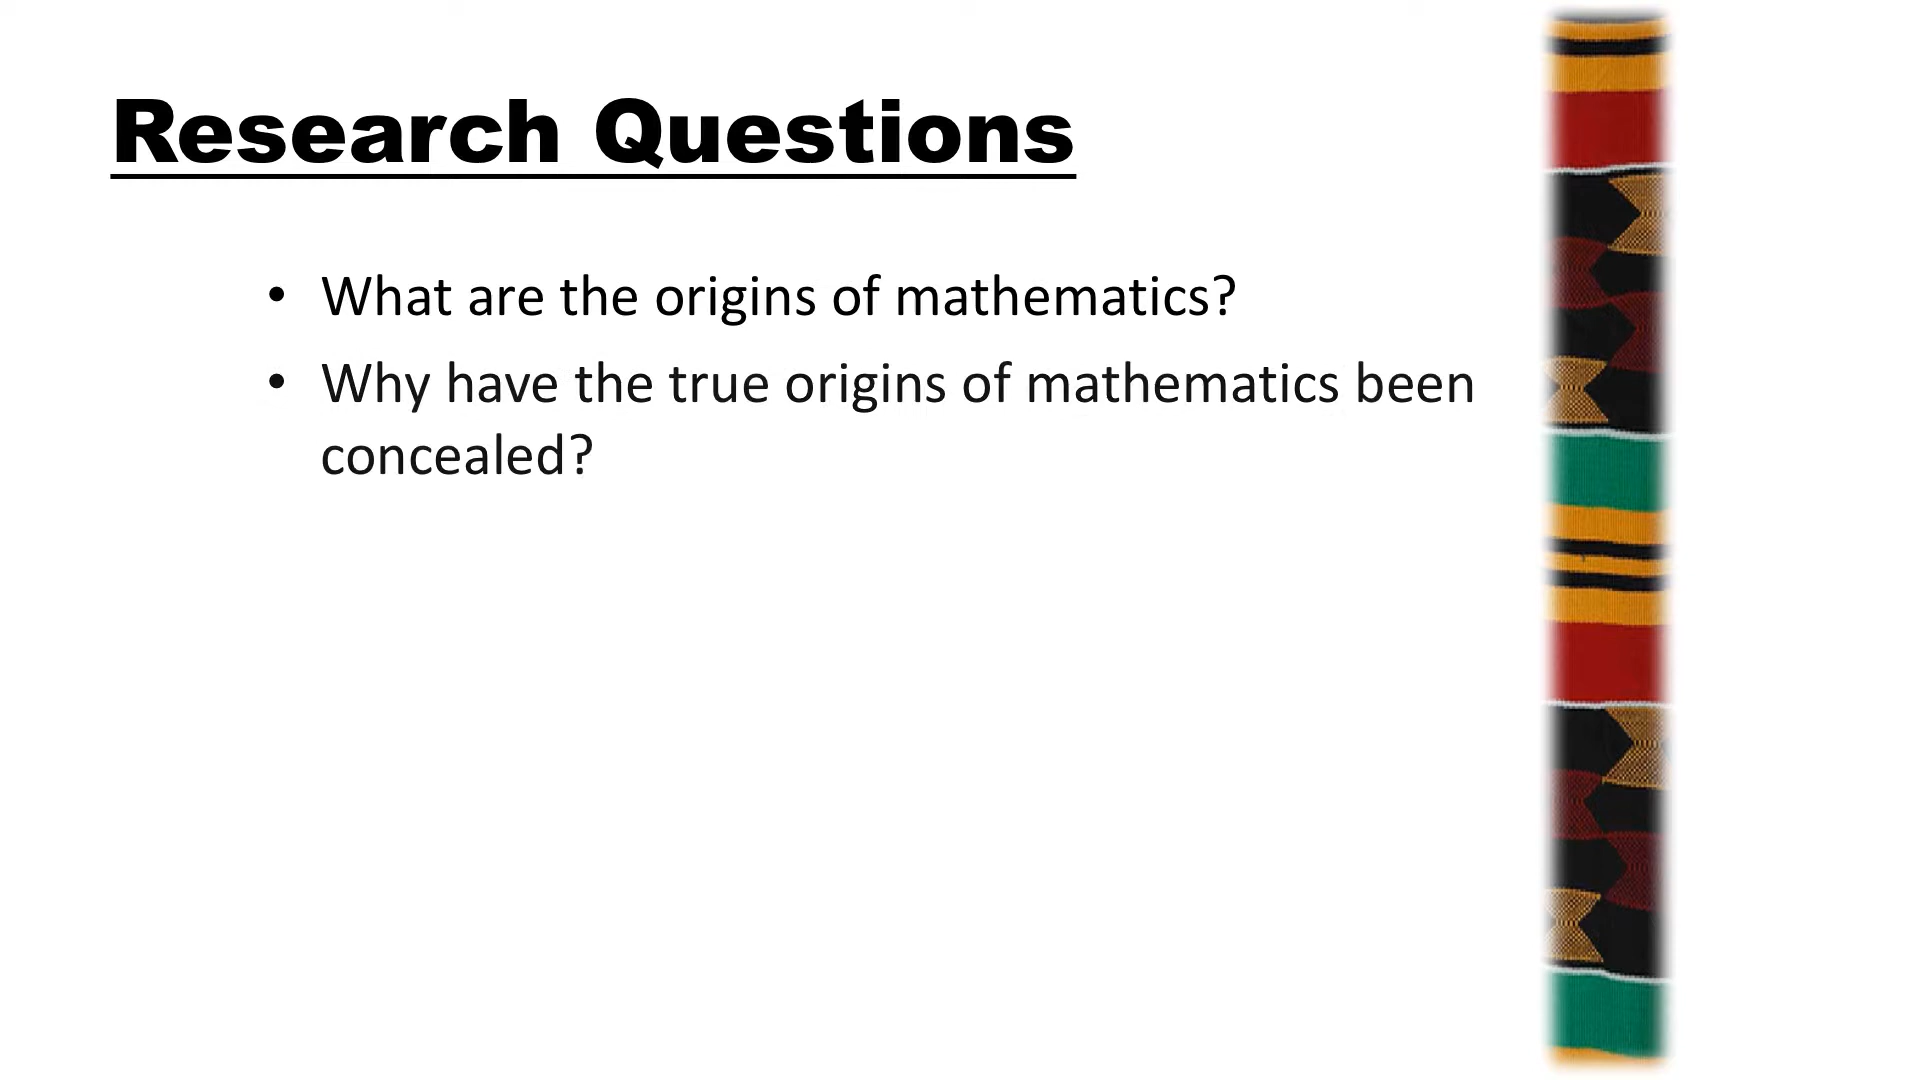 Research Questions
• What are the origins of mathematics?
• Why have the true origins of mathematics been
concealed?